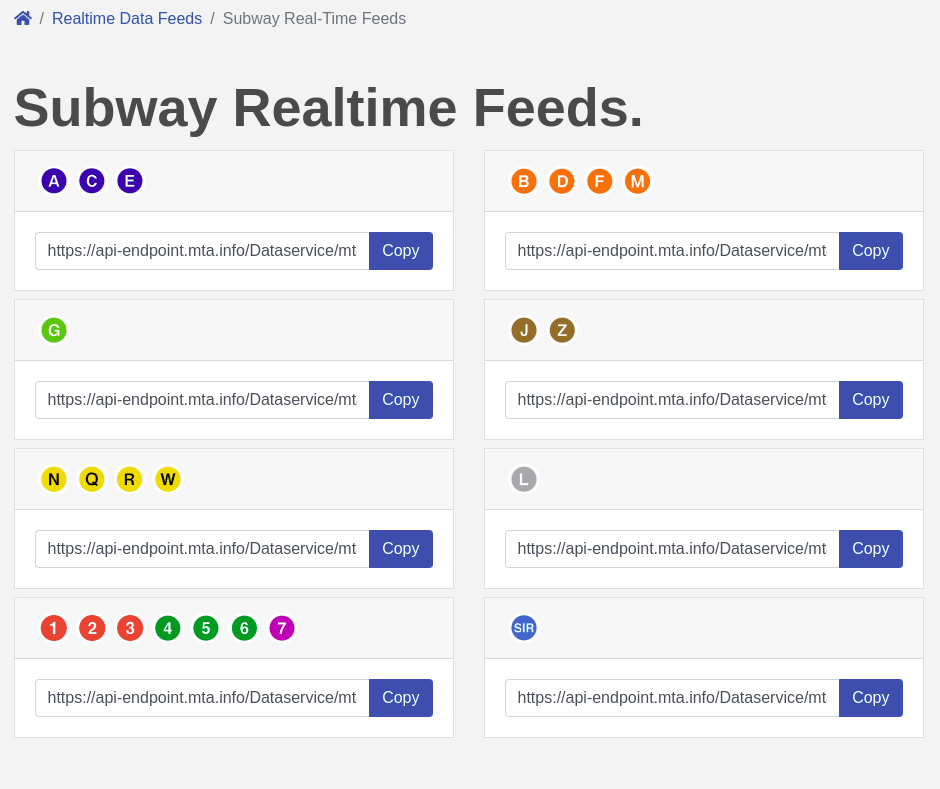 / Realtime Data Feeds / Subway Real-Time Feeds
Subway Realtime Feeds.
A C E
https://api-endpoint.mta.info/Dataservice/mt Copy
B D F M
https://api-endpoint.mta.info/Dataservice/mt Copy
G
https://api-endpoint.mta.info/Dataservice/mt Copy
J Z
https://api-endpoint.mta.info/Dataservice/mt Copy
N Q R W
https://api-endpoint.mta.info/Dataservice/mt Copy
L
https://api-endpoint.mta.info/Dataservice/mt Copy
1 2 3 4 5 6 7
https://api-endpoint.mta.info/Dataservice/mt Copy
SIR
https://api-endpoint.mta.info/Dataservice/mt Copy